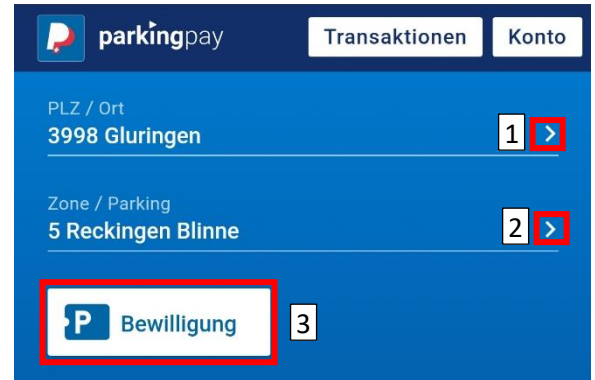 parkingpay
Transaktionen
Konto
PLZ / Ort
3998 Gluringen
1
Zone / Parking
5 Reckingen Blinne
2
P Bewilligung
3